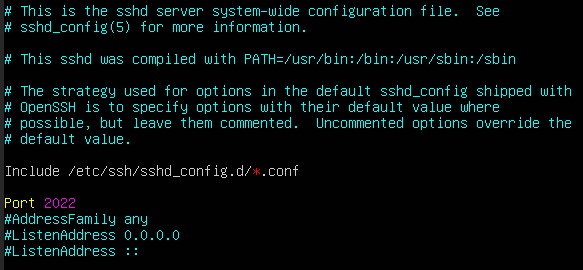 # This is the sshd server system-wide configuration file.  See
# sshd_config(5) for more information.
# This sshd was compiled with PATH=/usr/bin:/bin:/usr/sbin:/sbin
# The strategy used for options in the default sshd_config shipped with
# OpenSSH is to specify options with their default value where
# possible, but leave them commented.  Uncommented options override the
# default value.
Include /etc/ssh/sshd_config.d/*.conf
Port 2022
#AddressFamily any
#ListenAddress 0.0.0.0
#ListenAddress ::